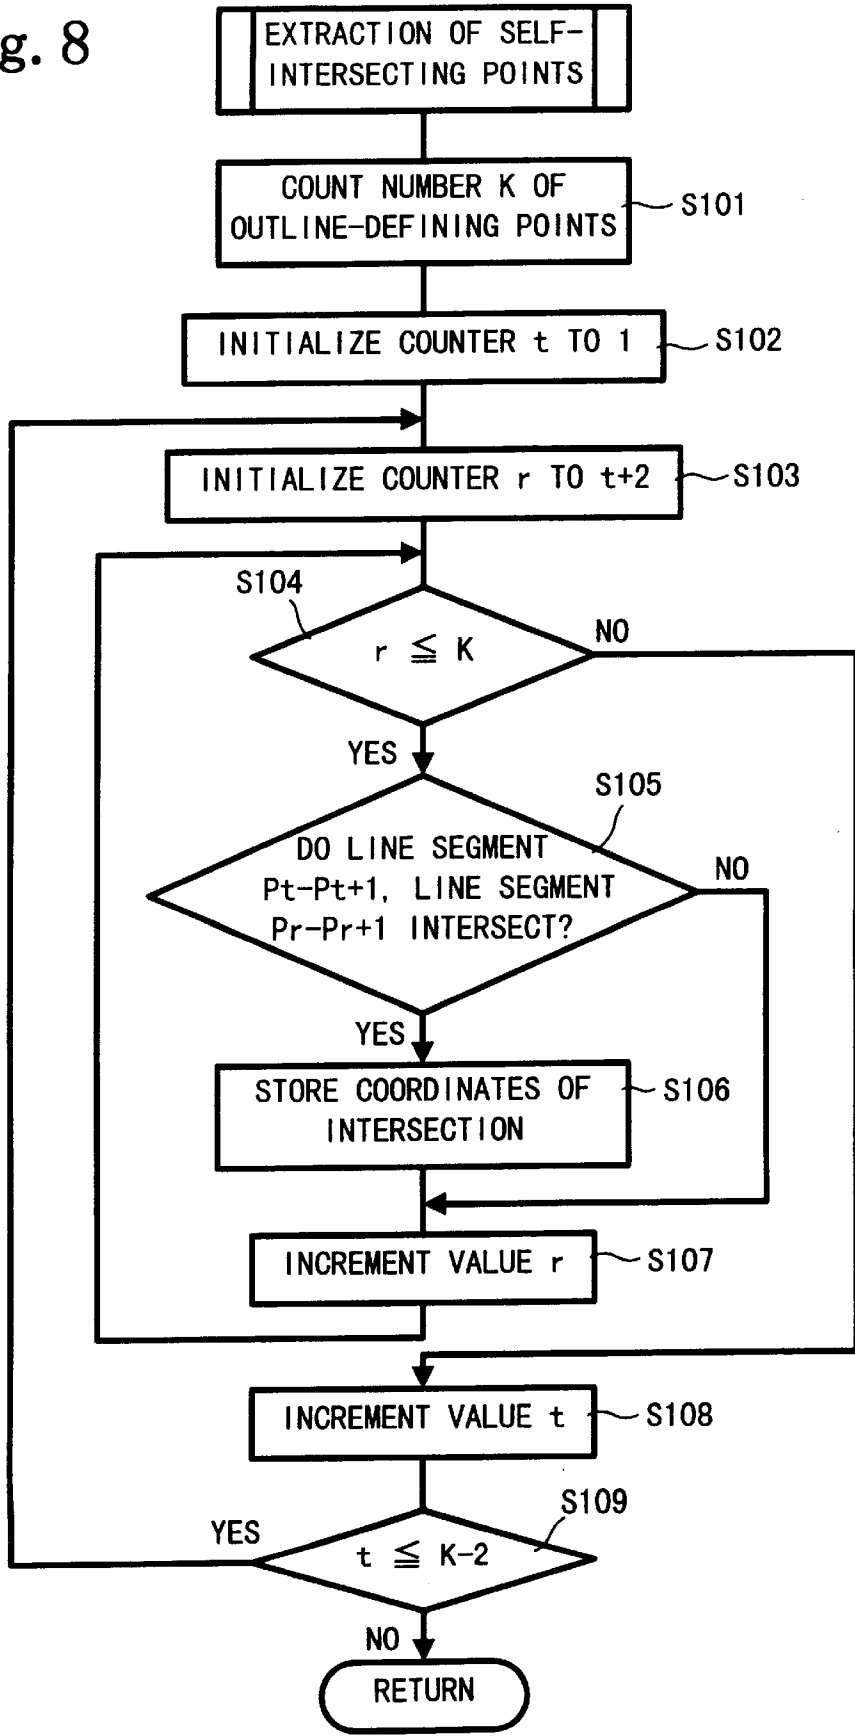 g. 8
EXTRACTION OF SELF-
INTERSECTING POINTS
COUNT NUMBER K OF
OUTLINE-DEFINING POINTS
S101
INITIALIZE COUNTER t TO 1
S102
INITIALIZE COUNTER r TO t+2
S103
S104
r ≦ K
NO
YES
S105
DO LINE SEGMENT
Pt-Pt+1, LINE SEGMENT
Pr-Pr+1 INTERSECT?
NO
YES
STORE COORDINATES OF
INTERSECTION
S106
INCREMENT VALUE r
S107
INCREMENT VALUE t
S108
S109
YES
t ≦ K-2
NO
RETURN